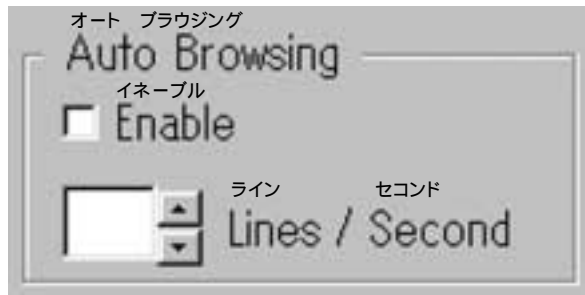 オート ブラウジング
Auto Browsing
イネーブル
Enable
ライン セコンド
Lines / Second